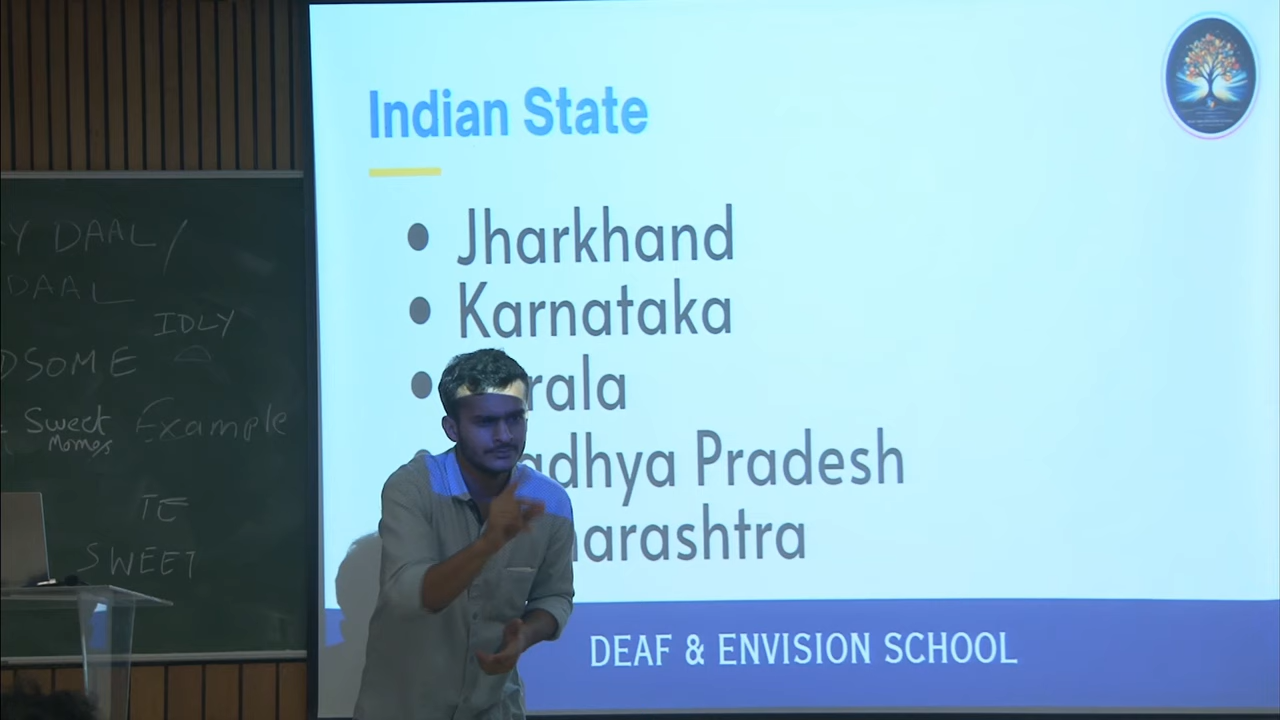 Indian State
• Jharkhand
• Karnataka
• rala
• adhya Pradesh
arashtra
DEAF & ENVISION SCHOOL
Y DAAL /
DAAL
IDLY
DSOME
Sweet Example
Momos
TE
SWEET